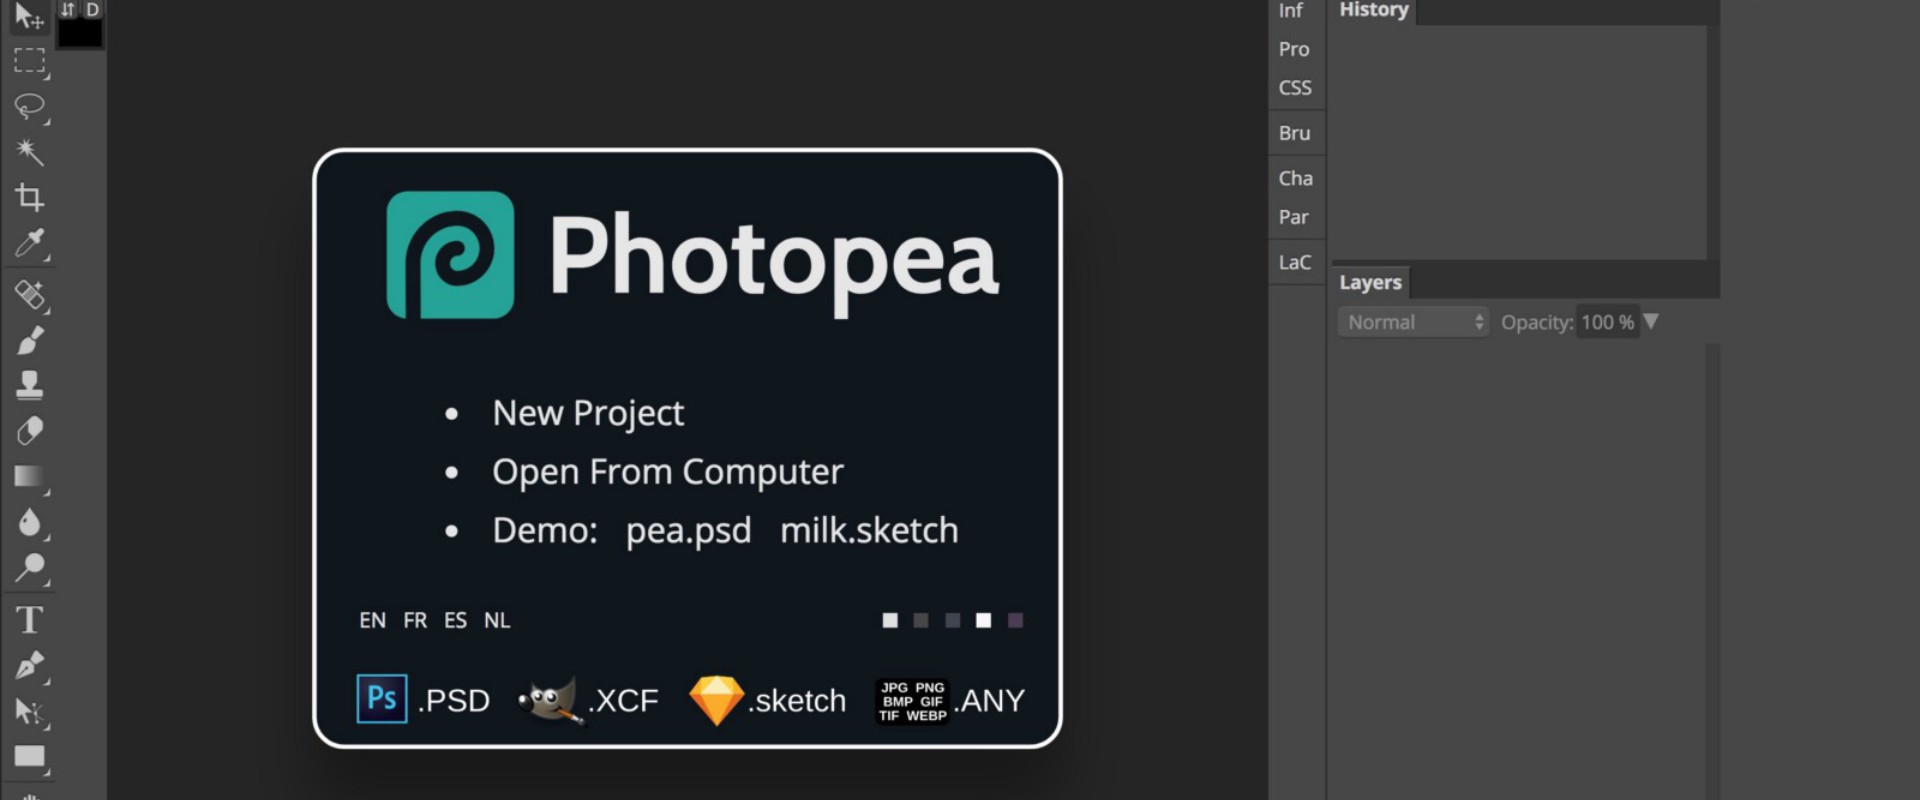 D
Inf
Pro
CSS
Bru
Cha
Par
LaC
History
Layers
Normal
Opacity: 100 %
Photopea
New Project
Open From Computer
Demo: pea.psd milk.sketch
EN FR ES NL
Ps .PSD .XCF .sketch JPG PNG BMP GIF TIF WEBP .ANY
T